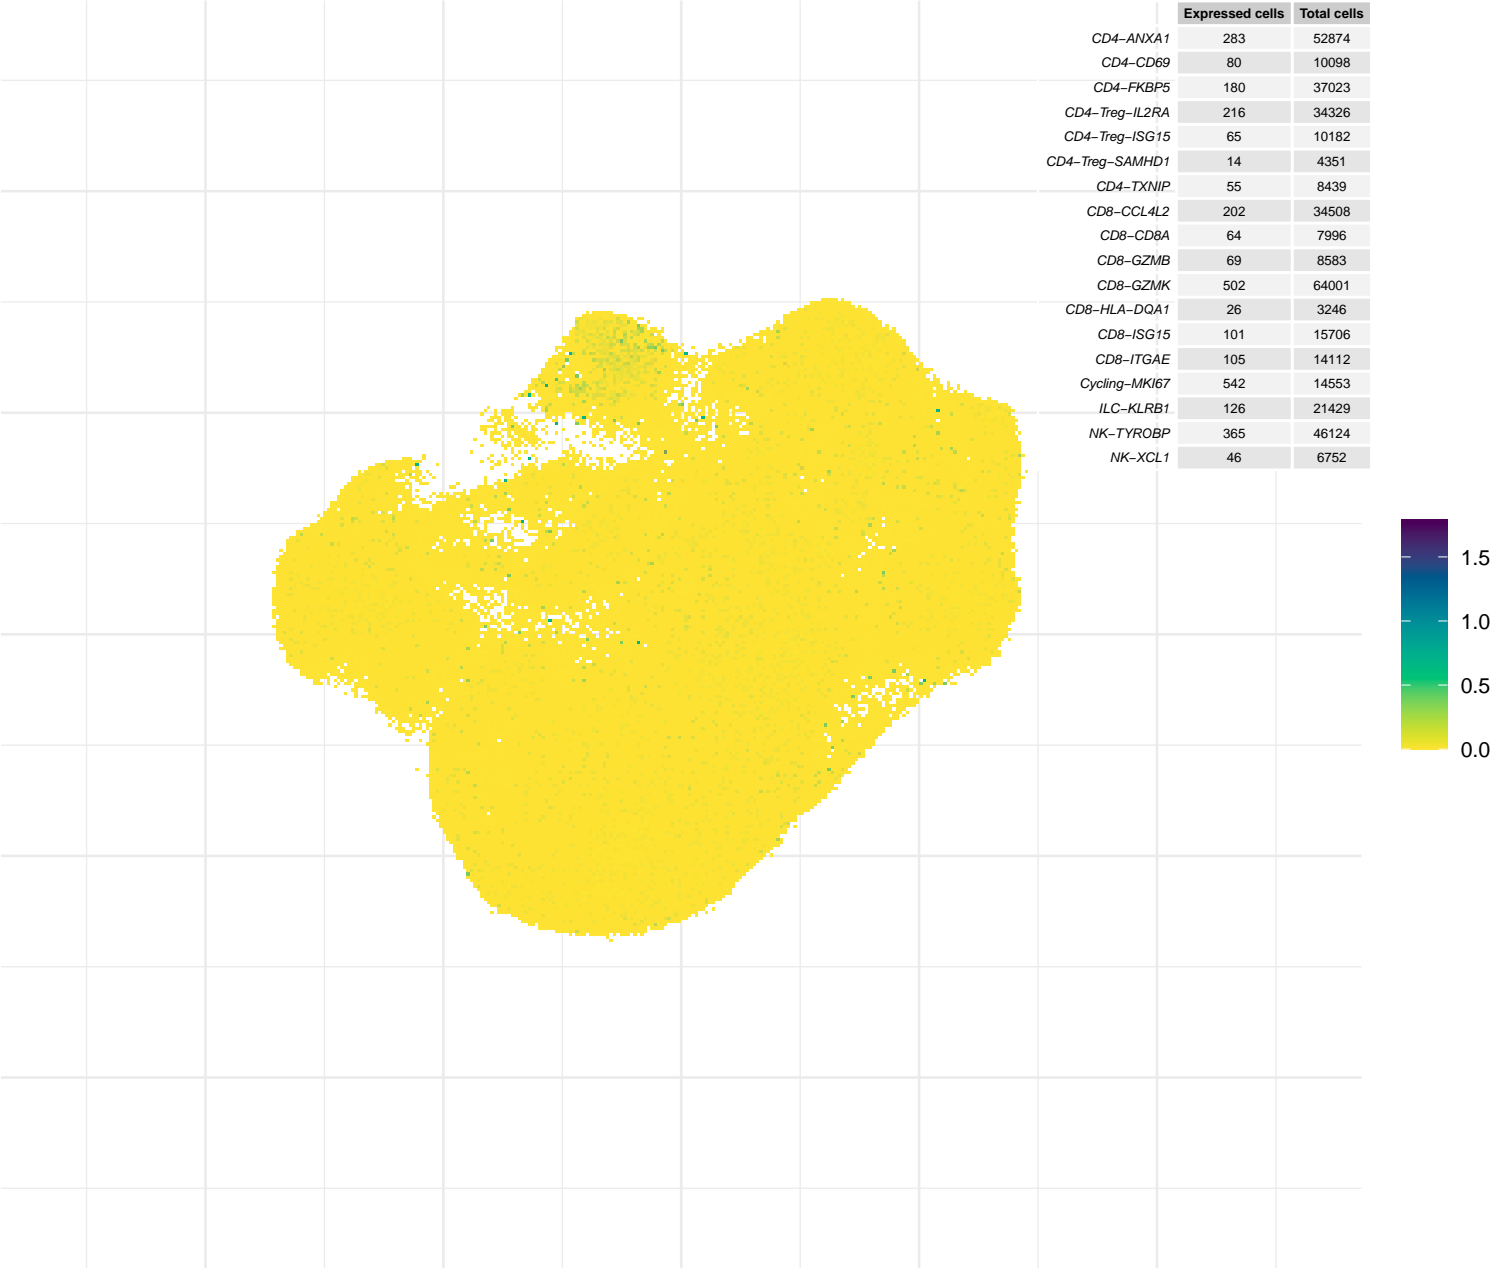 Expressed cells Total cells
CD4−ANXA1 283 52874
CD4−CD69 80 10098
CD4−FKBP5 180 37023
CD4−Treg−IL2RA 216 34326
CD4−Treg−ISG15 65 10182
CD4−Treg−SAMHD1 14 4351
CD4−TXNIP 55 8439
CD8−CCL4L2 202 34508
CD8−CD8A 64 7996
CD8−GZMB 69 8583
CD8−GZMK 502 64001
CD8−HLA−DQA1 26 3246
CD8−ISG15 101 15706
CD8−ITGAE 105 14112
Cycling−MKI67 542 14553
ILC−KLRB1 126 21429
NK−TYROBP 365 46124
NK−XCL1 46 6752
1.5
1.0
0.5
0.0